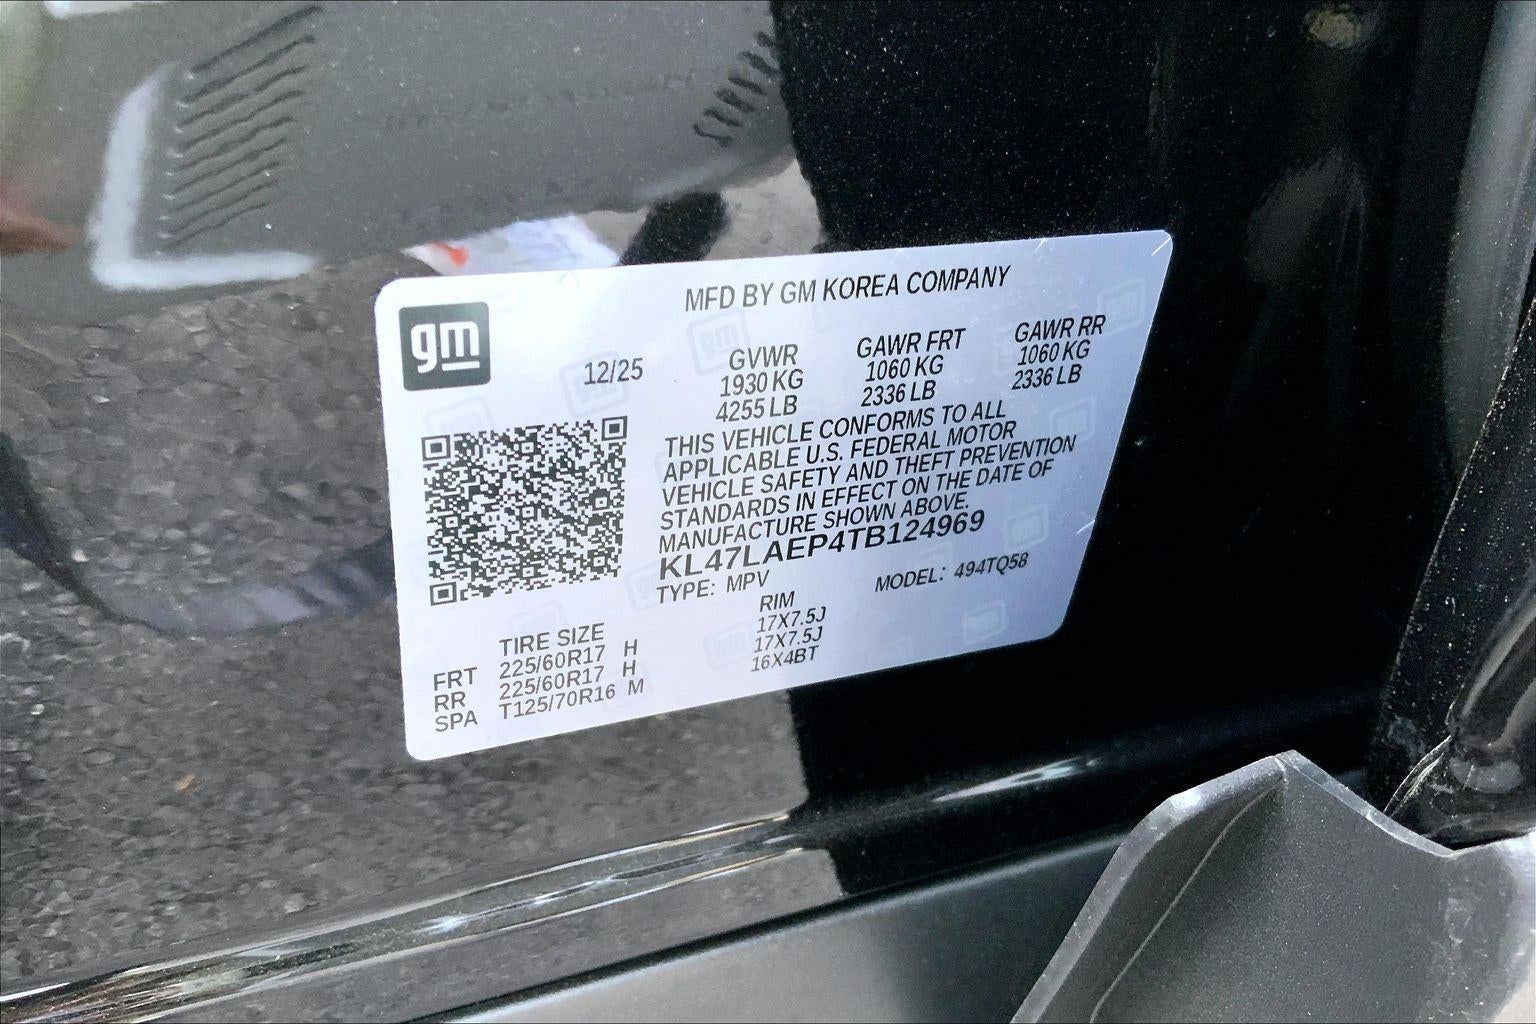 gm
MFD BY GM KOREA COMPANY
12/25
GVWR GAWR FRT GAWR RR
1930 KG 1060 KG 1060 KG
4255 LB 2336 LB 2336 LB
THIS VEHICLE CONFORMS TO ALL
APPLICABLE U.S. FEDERAL MOTOR
VEHICLE SAFETY AND THEFT PREVENTION
STANDARDS IN EFFECT ON THE DATE OF
MANUFACTURE SHOWN ABOVE.
KL47LAEP4TB124969
TYPE: MPV MODEL: 494TQ58
TIRE SIZE RIM
FRT 225/60R17 H 17X7.5J
RR 225/60R17 H 17X7.5J
SPA T125/70R16 M 16X4BT